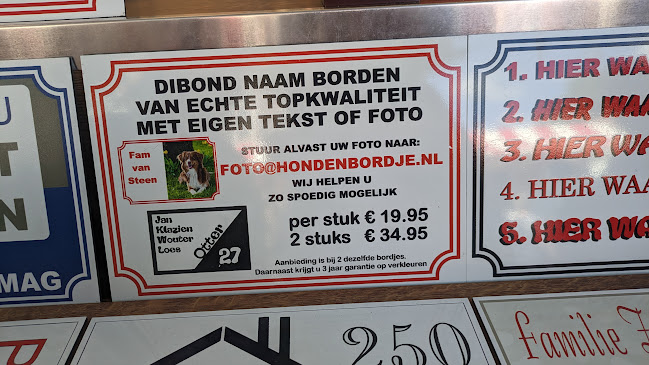 DIBOND NAAM BORDEN
VAN ECHTE TOPKWALITEIT
MET EIGEN TEKST OF FOTO
STUUR ALVAST UW FOTO NAAR:
FOTO@HONDENBORDJE.NL
WIJ HELPEN U
ZO SPOEDIG MOGELIJK
Fam
van
Steen
Jan
Klazien
Wouter
Loes
Otter
27
per stuk € 19.95
2 stuks € 34.95
Aanbieding is bij 2 dezelfde bordjes.
Daarnaast krijgt u 3 jaar garantie op verkleuren
1. HIER WA
2. HIER WAA
3. HIER WA
4. HIER WAA
5. HIER WA
U
T
N
MAG
250
familie